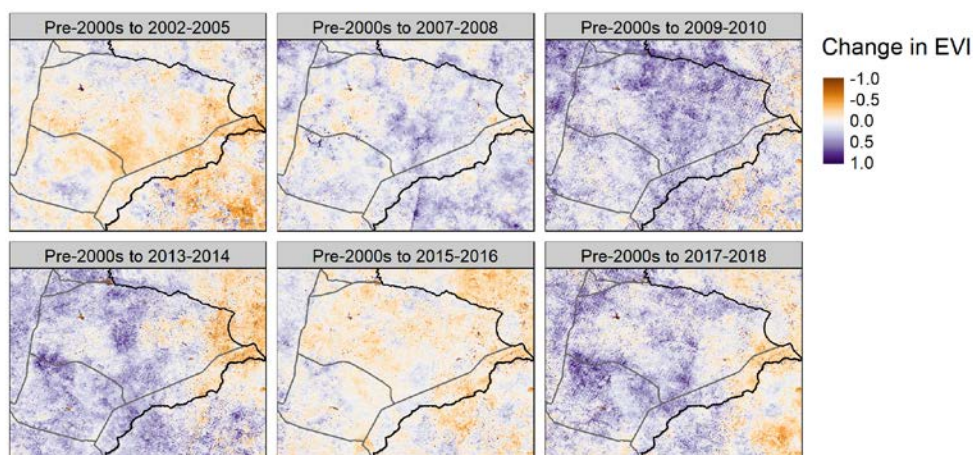 Pre-2000s to 2002-2005
Pre-2000s to 2007-2008
Pre-2000s to 2009-2010
Change in EVI
-1.0
-0.5
0.0
0.5
1.0
Pre-2000s to 2013-2014
Pre-2000s to 2015-2016
Pre-2000s to 2017-2018